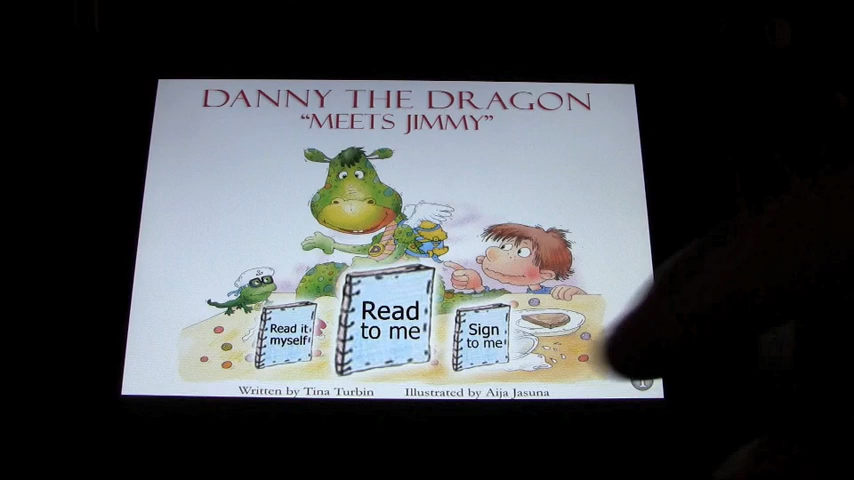 DANNY THE DRAGON
"MEETS JIMMY"
Read it
myself
Read
to me
Sign
to me
Written by Tina Turbin
Illustrated by Aija Jasuna